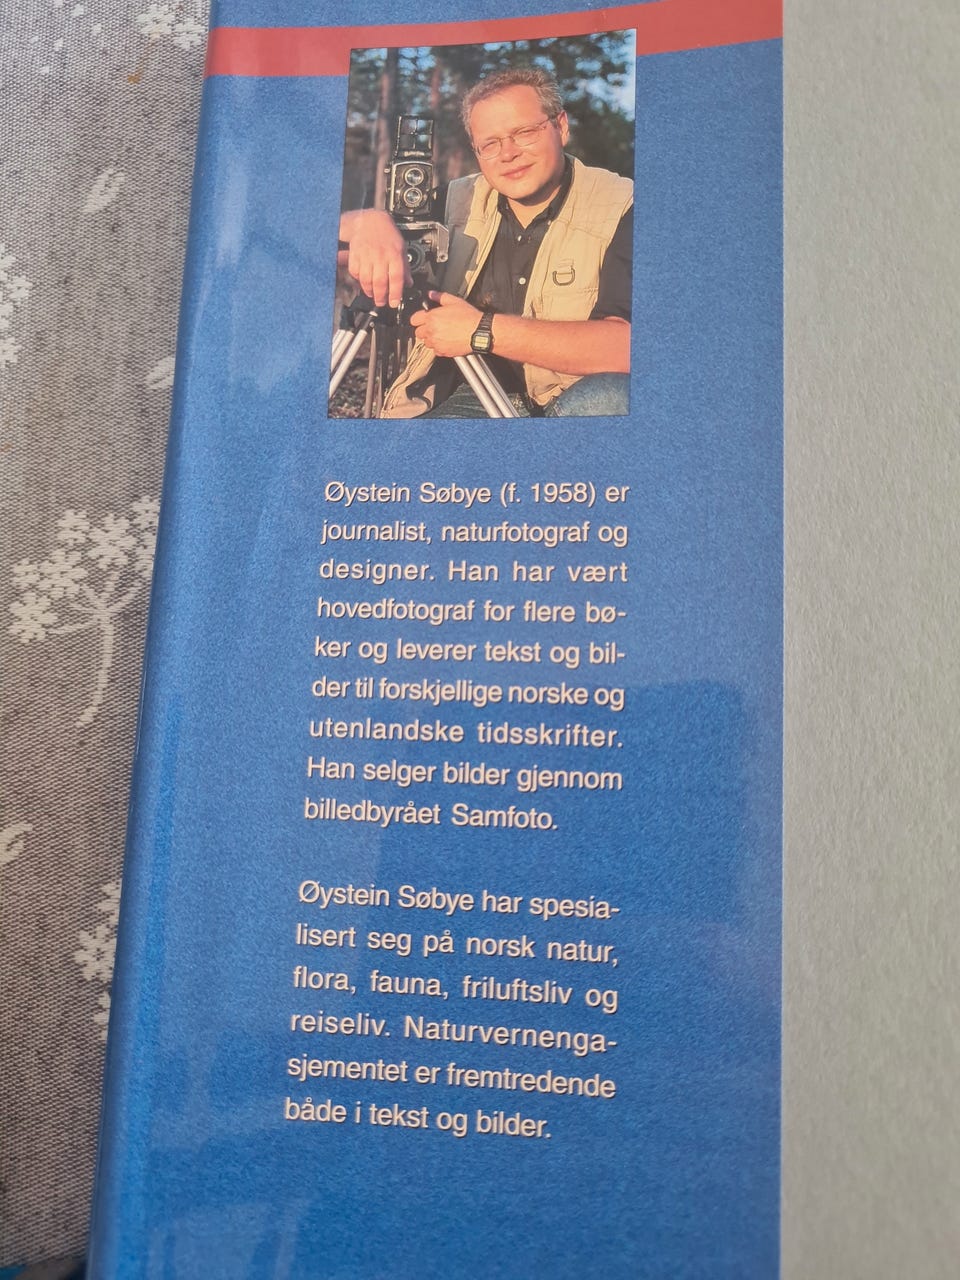 Øystein Søbye (f. 1958) er
journalist, naturfotograf og
designer. Han har vært
hovedfotograf for flere bø-
ker og leverer tekst og bil-
der til forskjellige norske og
utenlandske tidsskrifter.
Han selger bilder gjennom
billedbyrået Samfoto.
Øystein Søbye har spesia-
lisert seg på norsk natur,
flora, fauna, friluftsliv og
reiseliv. Naturvernenga-
sjementet er fremtredende
både i tekst og bilder.